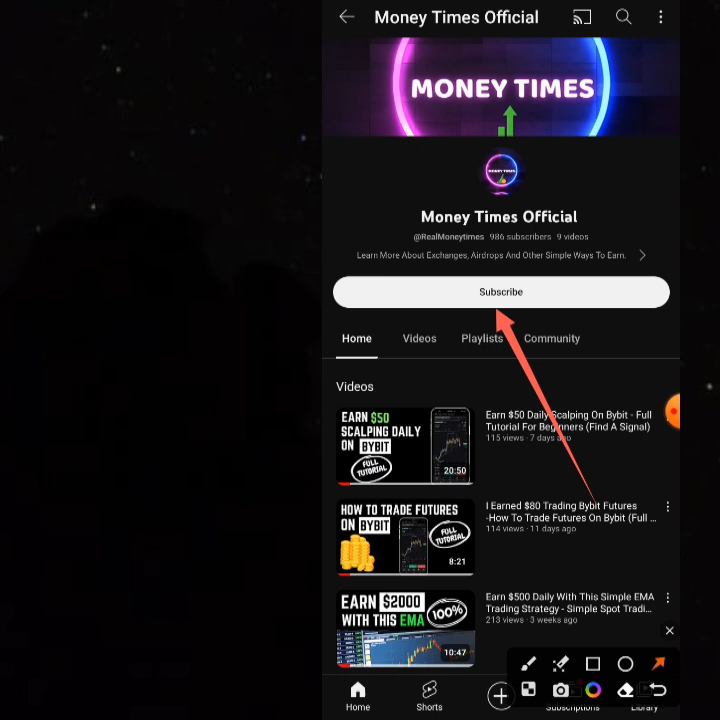 Money Times Official
MONEY TIMES
MONEY TIMES
Money Times Official
@RealMoneytimes 986 subscribers 9 videos
Learn More About Exchanges, Airdrops And Other Simple Ways To Earn.
Subscribe
Home Videos Playlists Community
Videos
EARN $50
SCALPING DAILY
ON BYBIT
FULL
TUTORIAL
20:50
Earn $50 Daily Scalping On Bybit - Full
Tutorial For Beginners (Find A Signal)
115 views · 7 days ago
HOW TO TRADE FUTURES
ON BYBIT
FULL
TUTORIAL
8:21
I Earned $80 Trading Bybit Futures
-How To Trade Futures On Bybit (Full ...
114 views · 11 days ago
EARN $2000
WITH THIS EMA
100%
10:47
Earn $500 Daily With This Simple EMA
Trading Strategy - Simple Spot Tradi...
213 views · 3 weeks ago
Home Shorts Subscriptions Library